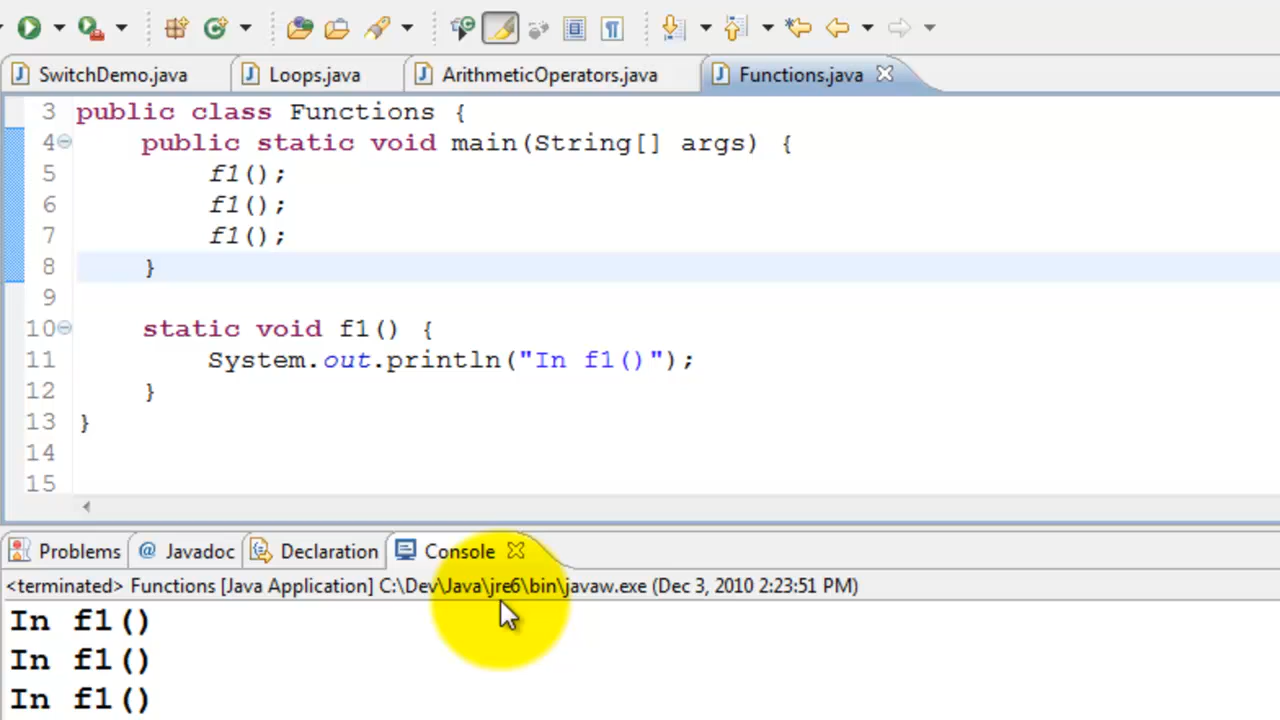 SwitchDemo.java Loops.java ArithmeticOperators.java Functions.java
3 public class Functions {
4 public static void main(String[] args) {
5 f1();
6 f1();
7 f1();
8 }
9
10 static void f1() {
11 System.out.println("In f1()");
12 }
13 }
14
15
Problems @ Javadoc Declaration Console
<terminated> Functions [Java Application] C:\Dev\Java\jre6\bin\javaw.exe (Dec 3, 2010 2:23:51 PM)
In f1()
In f1()
In f1()